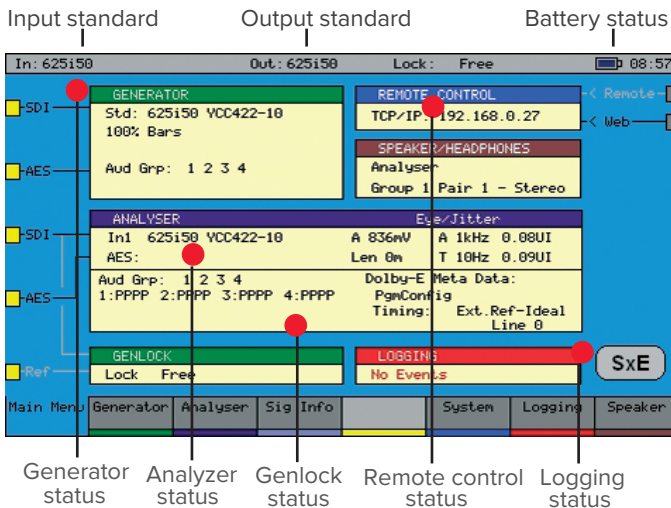 Input standard
Output standard
Battery status
In: 625i50
Out: 625i50
Lock: Free
08:57
GENERATOR
Std: 625i50 YCC422-10
100% Bars
Aud Grp: 1 2 3 4
REMOTE CONTROL
TCP/IP: 192.168.0.27
< Remote
< Web
SPEAKER/HEADPHONES
Analyser
Group 1 Pair 1 - Stereo
SDI
AES
SDI
AES
Ref
ANALYSER Eye/Jitter
In1 625i50 YCC422-10 A 836mV A 1kHz 0.08UI
AES: Len 0m T 10Hz 0.09UI
Aud Grp: 1 2 3 4 Dolby-E Meta Data:
1:PPPP 2:PPPP 3:PPPP 4:PPPP PgmConfig
Timing: Ext.Ref-Ideal
Line 0
GENLOCK
Lock Free
LOGGING
No Events
SxE
Main Menu Generator Analyser Sig Info System Logging Speaker
Generator status
Analyzer status
Genlock status
Remote control status
Logging status